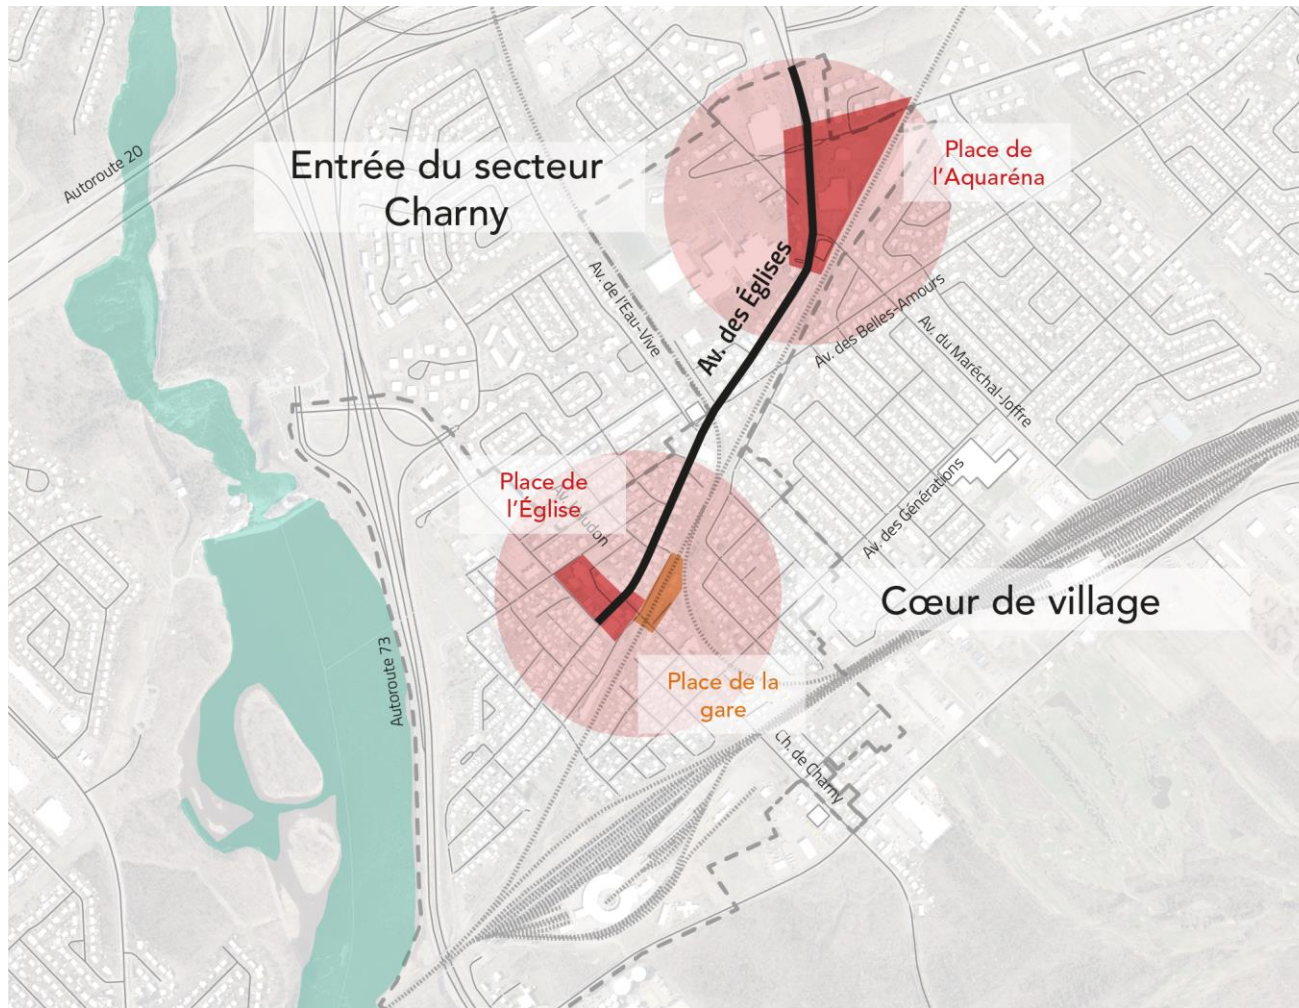 Autoroute 20
Entrée du secteur
Charny
Place de
l'Aquaréna
Av. de l'Eau-Vive
Av. des Églises
Av. des Belles-Amours
Av. du Maréchal-Joffre
Place de
l'Église
Av.
Av. des Générations
Cœur de village
Autoroute 73
Place de la
gare
Ch. de Charny